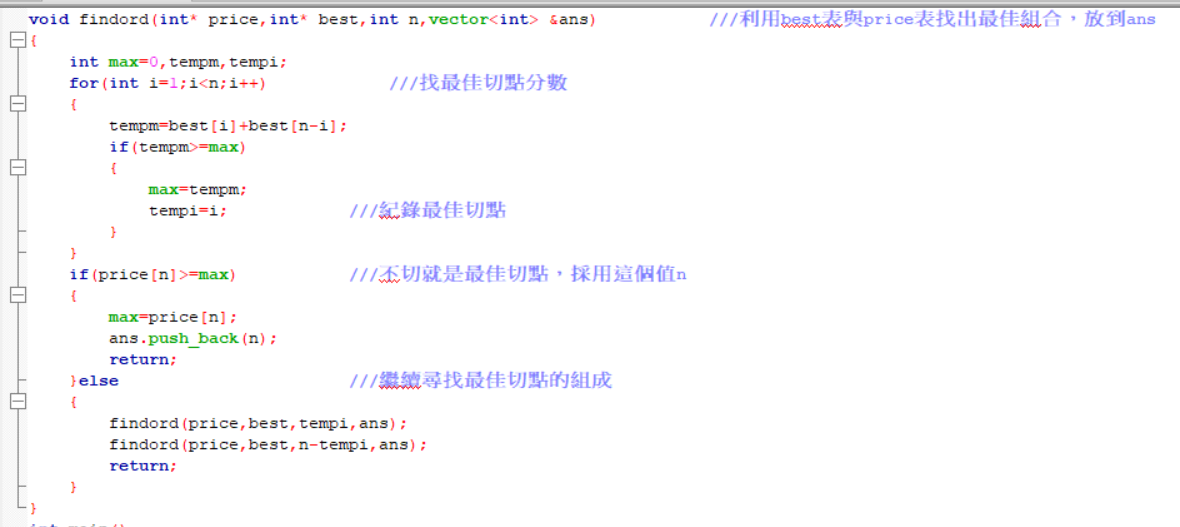 void findord(int* price,int* best,int n,vector<int> &ans) ///利用best表與price表找出最佳組合，放到ans
{
int max=0,tempm,tempi;
for(int i=1;i<n;i++) ///找最佳切點分數
{
tempm=best[i]+best[n-i];
if(tempm>=max)
{
max=tempm;
tempi=i; ///紀錄最佳切點
}
}
if(price[n]>=max) ///不切就是最佳切點，採用這個值n
{
max=price[n];
ans.push_back(n);
return;
}else ///繼續尋找最佳切點的組成
{
findord(price,best,tempi,ans);
findord(price,best,n-tempi,ans);
return;
}
}
int main()